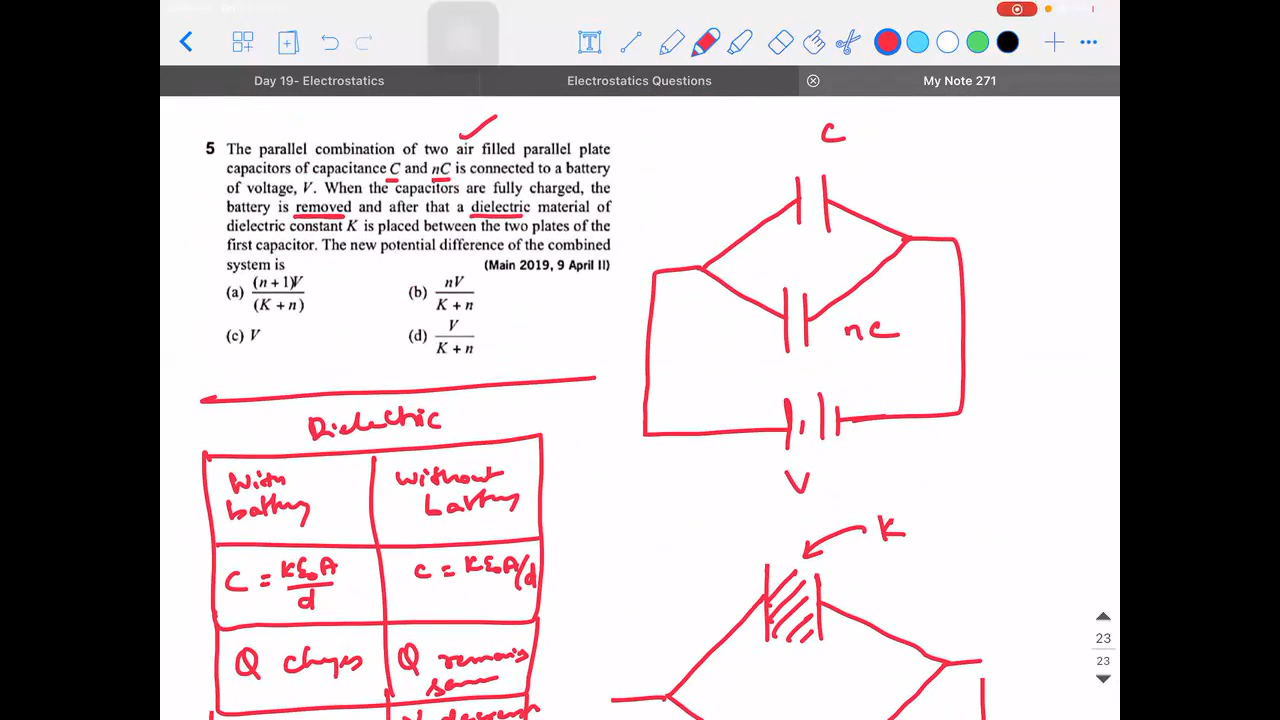 Day 19- Electrostatics
Electrostatics Questions
My Note 271
5 The parallel combination of two air filled parallel plate
capacitors of capacitance C and nC is connected to a battery
of voltage, V. When the capacitors are fully charged, the
battery is removed and after that a dielectric material of
dielectric constant K is placed between the two plates of the
first capacitor. The new potential difference of the combined
system is (Main 2019, 9 April II)
(a) (n + 1)V / (K + n) (b) nV / K + n
(c) V (d) V / K + n
C
nC
V
K
Dielectric
With battery
Without battery
C = kε₀A / d
C = kε₀A/d
Q changes
Q remains same
23
23